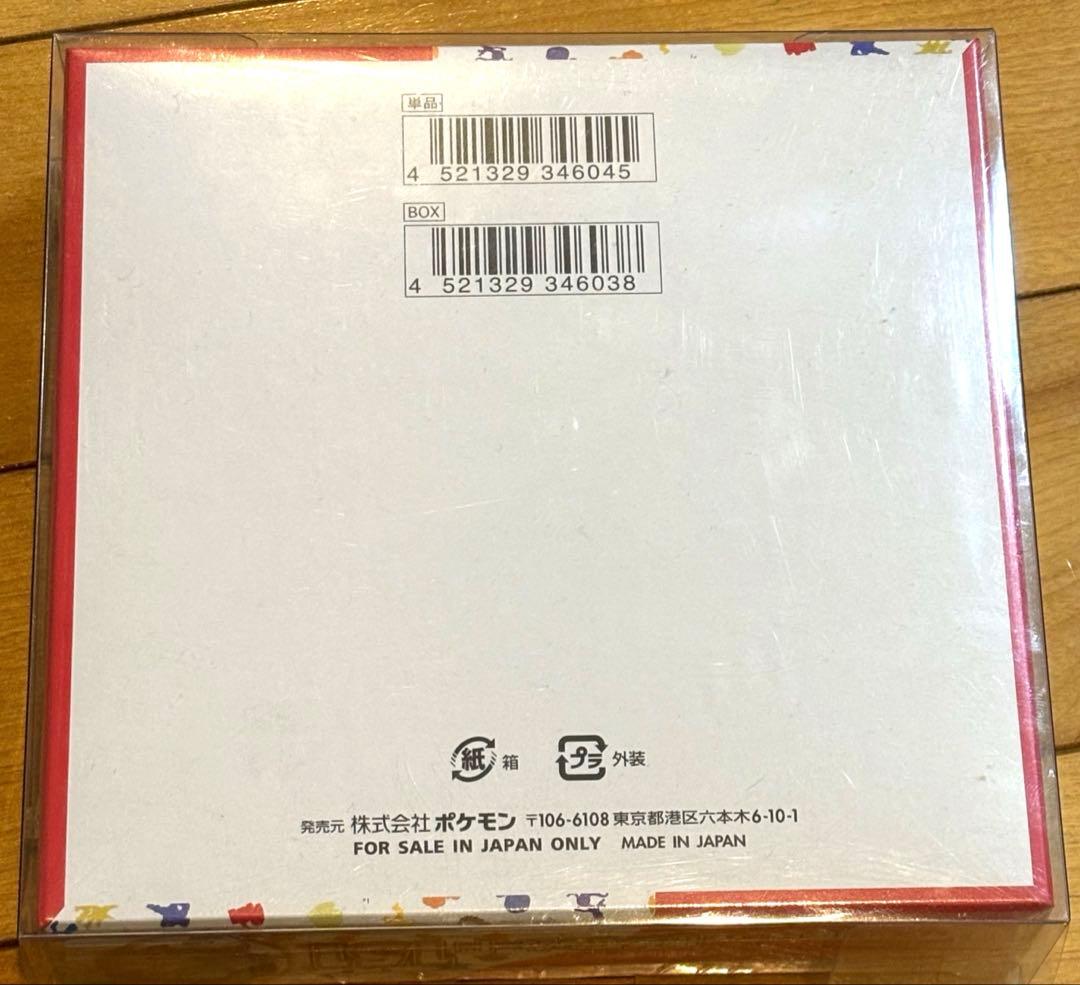 単品
4 521329 346045
BOX
4 521329 346038
紙 箱 プラ 外装
発売元 株式会社ポケモン 〒106-6108 東京都港区六本木6-10-1
FOR SALE IN JAPAN ONLY MADE IN JAPAN